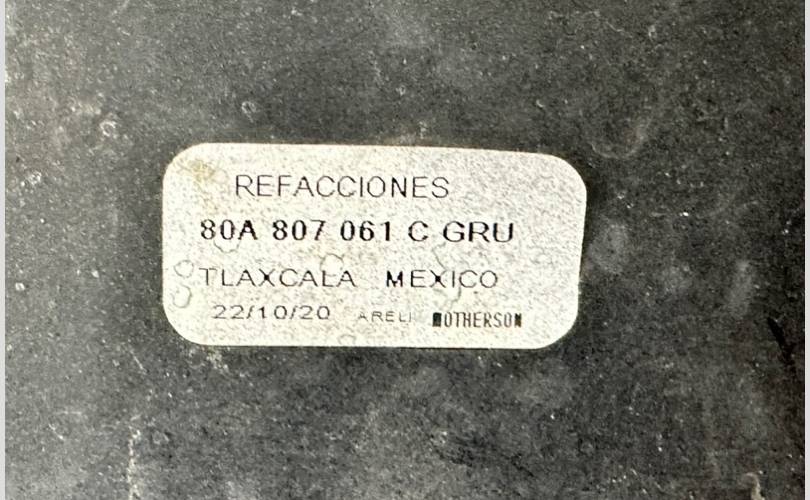 REFACCIONES
80A 807 061 C GRU
TLAXCALA MEXICO
22/10/20 ARELI MOTHERSON